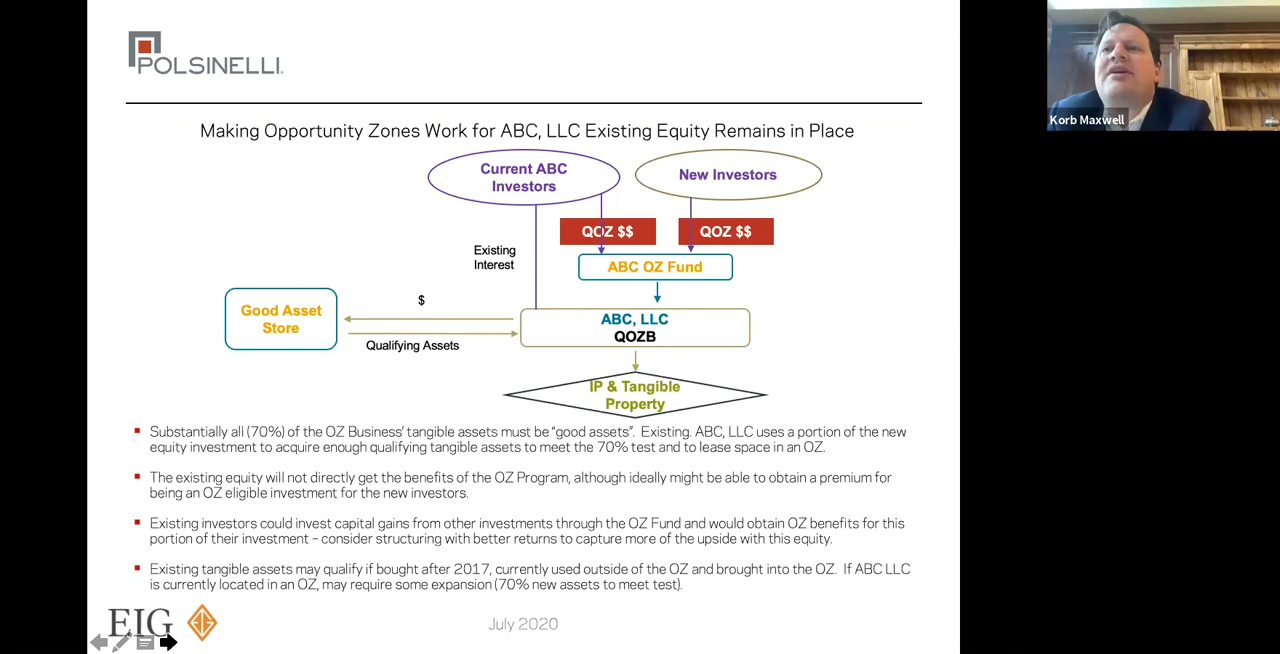 POLSINELLI
Korb Maxwell
Making Opportunity Zones Work for ABC, LLC Existing Equity Remains in Place
Current ABC
Investors
New Investors
QOZ $$
QOZ $$
Existing
Interest
ABC OZ Fund
Good Asset
Store
$
Qualifying Assets
ABC, LLC
QOZB
IP & Tangible
Property
Substantially all (70%) of the OZ Business' tangible assets must be “good assets”. Existing. ABC, LLC uses a portion of the new
equity investment to acquire enough qualifying tangible assets to meet the 70% test and to lease space in an OZ.
The existing equity will not directly get the benefits of the OZ Program, although ideally might be able to obtain a premium for
being an OZ eligible investment for the new investors.
Existing investors could invest capital gains from other investments through the OZ Fund and would obtain OZ benefits for this
portion of their investment – consider structuring with better returns to capture more of the upside with this equity.
Existing tangible assets may qualify if bought after 2017, currently used outside of the OZ and brought into the OZ. If ABC LLC
is currently located in an OZ, may require some expansion (70% new assets to meet test).
EIG
July 2020